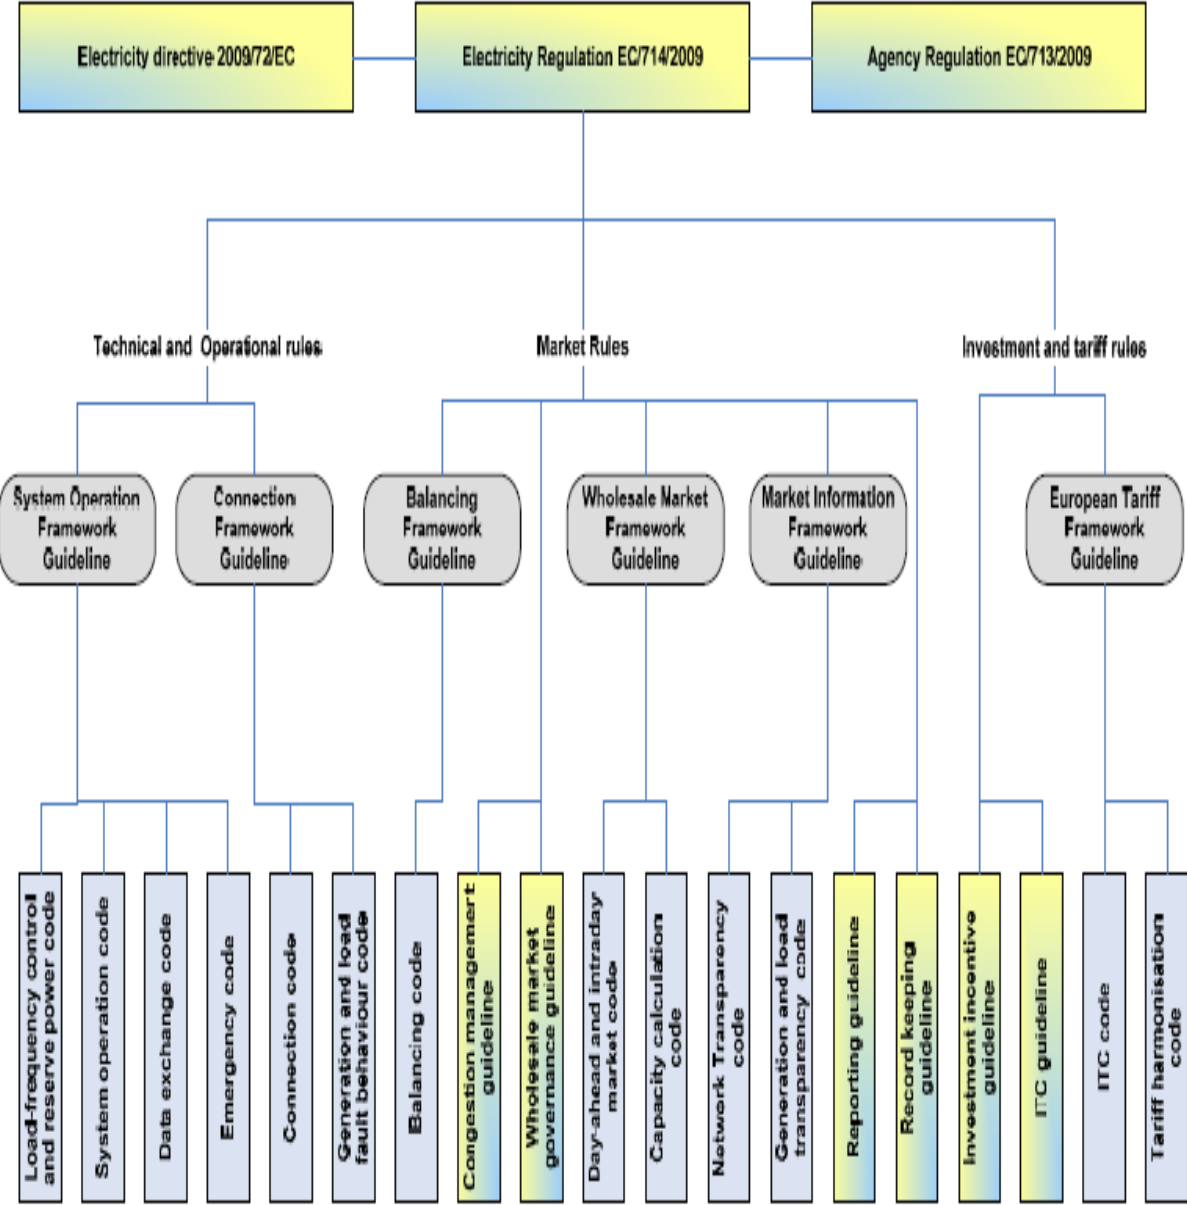 Electricity directive 2009/72/EC
Electricity Regulation EC/714/2009
Agency Regulation EC/713/2009
Technical and Operational rules
Market Rules
Investment and tariff rules
System Operation
Framework
Guideline
Connection
Framework
Guideline
Balancing
Framework
Guideline
Wholesale Market
Framework
Guideline
Market Information
Framework
Guideline
European Tariff
Framework
Guideline
Load-frequency control
and reserve power code
System operation code
Data exchange code
Emergency code
Connection code
Generation and load
fault behaviour code
Balancing code
Congestion management
guideline
Wholesale market
governance guideline
Day-ahead and intraday
market code
Capacity calculation
code
Network Transparency
code
Generation and load
transparency code
Reporting guideline
Record keeping
guideline
Investment incentive
guideline
ITC guideline
ITC code
Tariff harmonisation
code